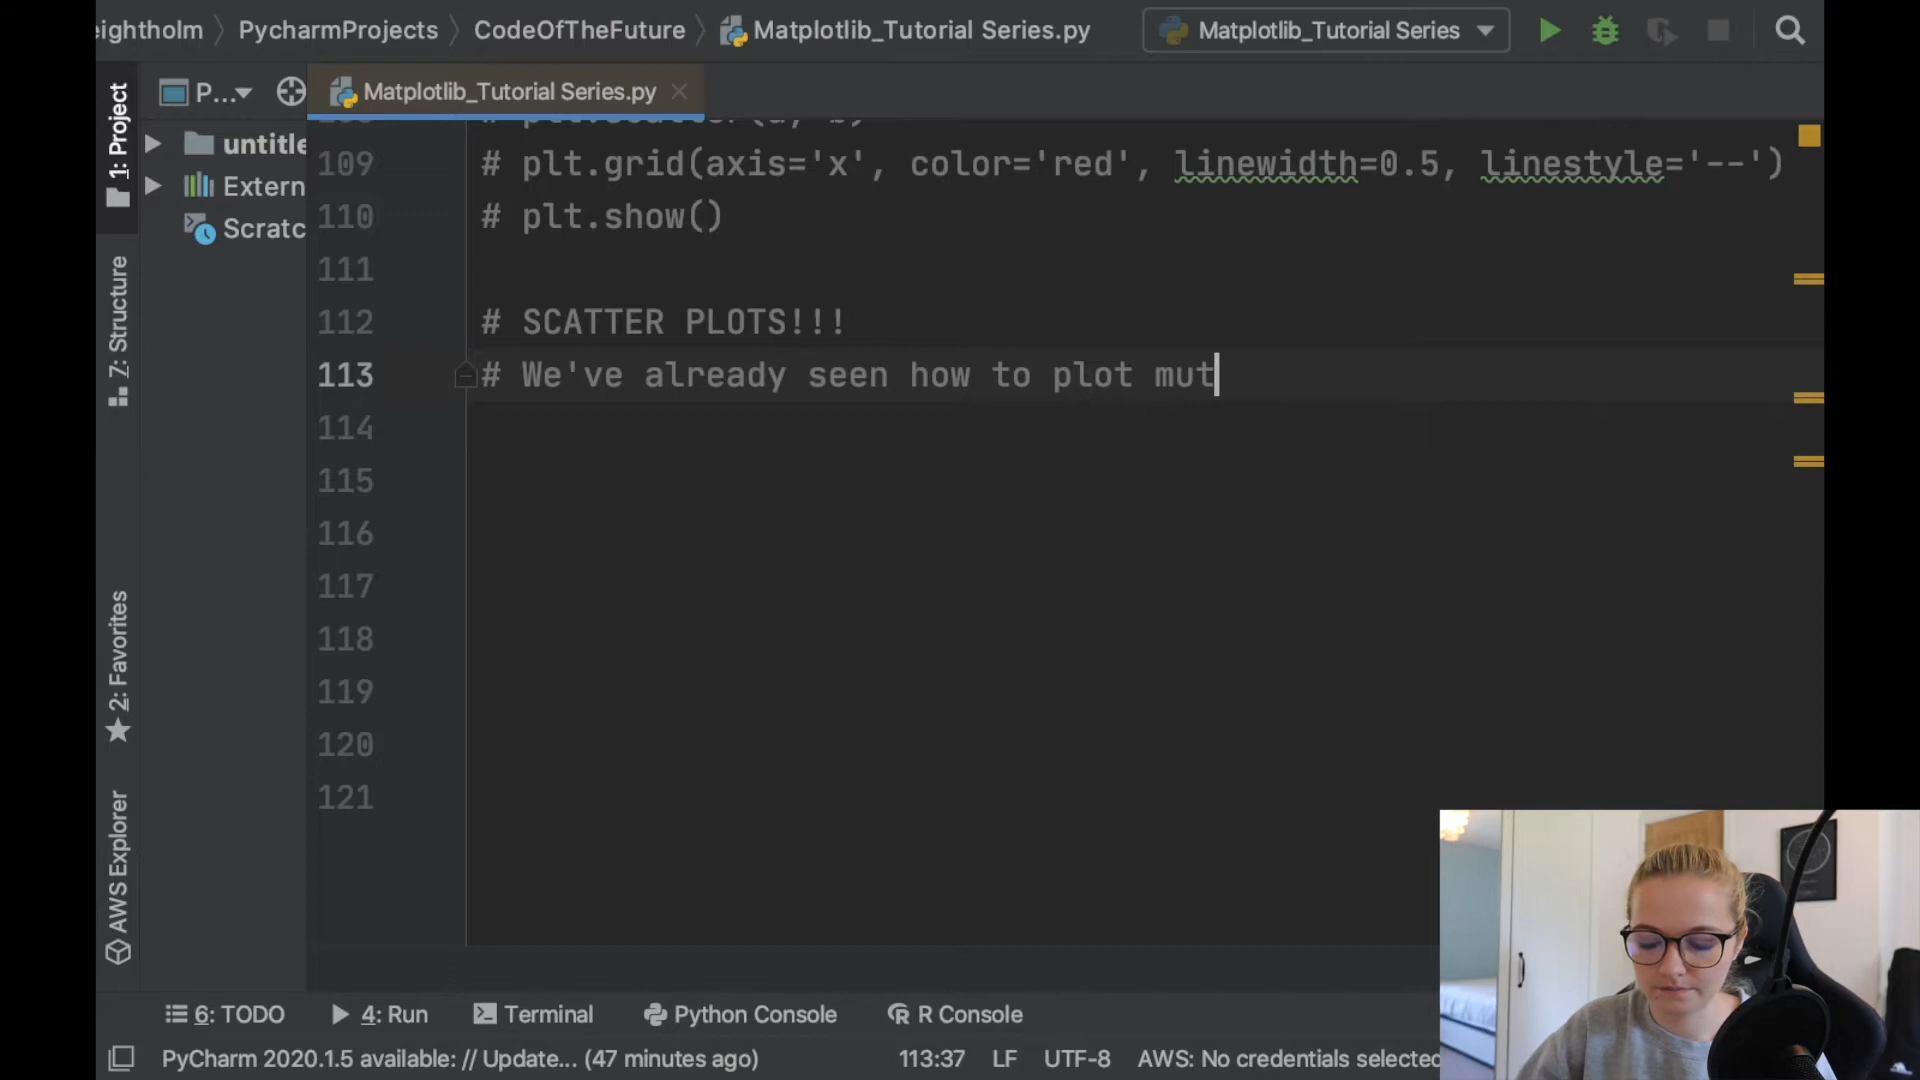 eightholm PycharmProjects CodeOfTheFuture Matplotlib_Tutorial Series.py Matplotlib_Tutorial Series
P... Matplotlib_Tutorial Series.py
1: Project
Z: Structure
2: Favorites
AWS Explorer
untitle
Extern
Scratc
109 # plt.grid(axis='x', color='red', linewidth=0.5, linestyle='--')
110 # plt.show()
111
112 # SCATTER PLOTS!!!
113 # We've already seen how to plot mut
114
115
116
117
118
119
120
121
6: TODO 4: Run Terminal Python Console R Console
PyCharm 2020.1.5 available: // Update... (47 minutes ago) 113:37 LF UTF-8 AWS: No credentials selected